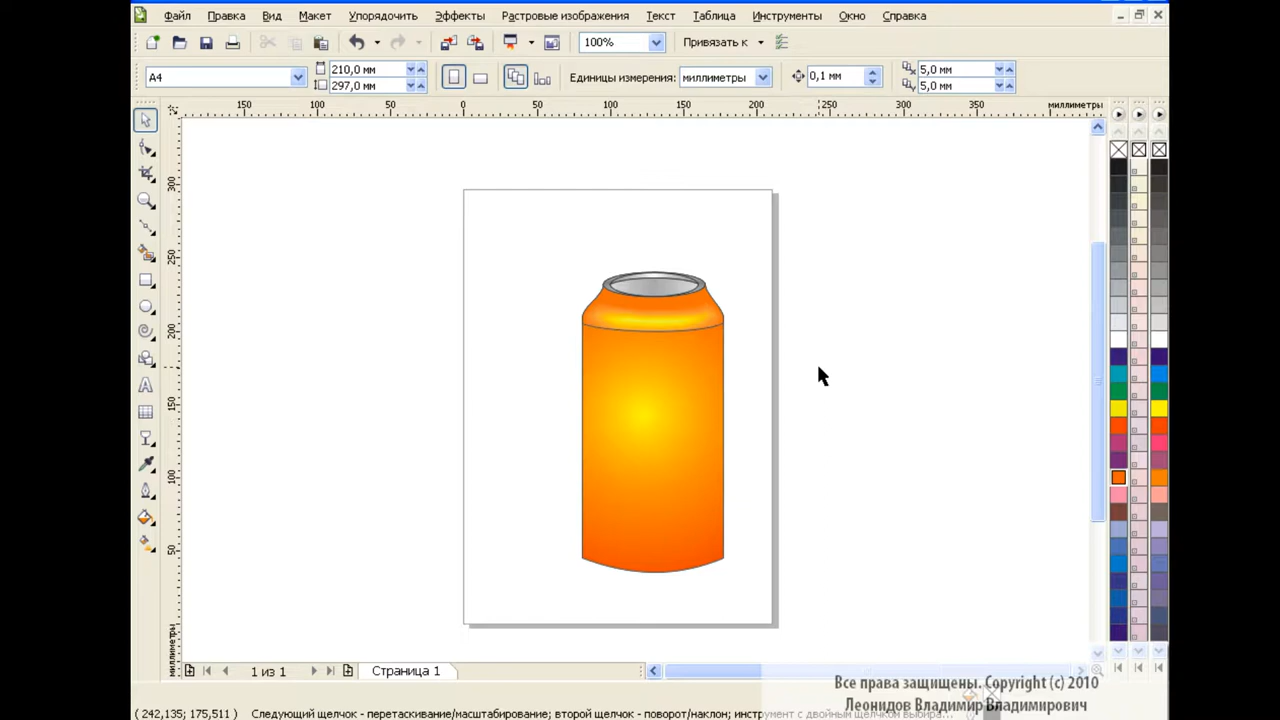 Файл Правка Вид Макет Упорядочить Эффекты Растровые изображения Текст Таблица Инструменты Окно Справка
100% Привязать к
A4 210,0 мм 297,0 мм Единицы измерения: миллиметры 0,1 мм 5,0 мм 5,0 мм
150 100 50 0 50 100 150 200 250 300 350 миллиметры
300
250
200
150
100
50
миллиметры
1 из 1 Страница 1
Все права защищены. Copyright (c) 2010
Леонидов Владимир Владимирович
( 242,135; 175,511 ) Следующий щелчок - перетаскивание/масштабирование; второй щелчок - поворот/наклон; инструмент с двойным щелчком выбира...